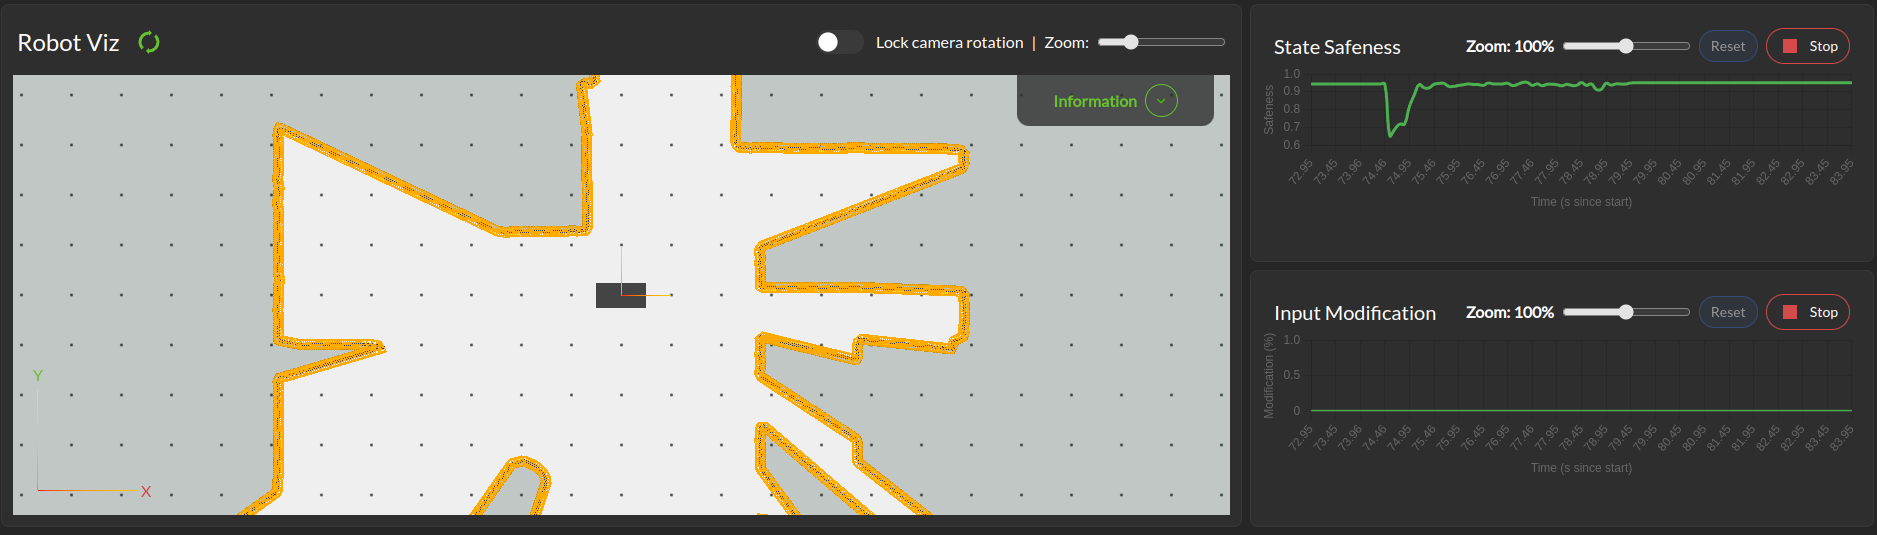 Robot Viz
Lock camera rotation | Zoom:
Information
Y
X
State Safeness
Zoom: 100%
Reset
Stop
Safeness
1.0
0.9
0.8
0.7
0.6
72.95 73.45 73.96 74.46 74.95 75.46 75.95 76.45 76.95 77.46 77.95 78.45 78.95 79.45 79.95 80.45 80.95 81.45 81.95 82.45 82.95 83.45 83.95
Time (s since start)
Input Modification
Zoom: 100%
Reset
Stop
Modification (%)
1.0
0.5
0
72.95 73.45 73.96 74.46 74.95 75.46 75.95 76.45 76.95 77.46 77.95 78.45 78.95 79.45 79.95 80.45 80.95 81.45 81.95 82.45 82.95 83.45 83.95
Time (s since start)